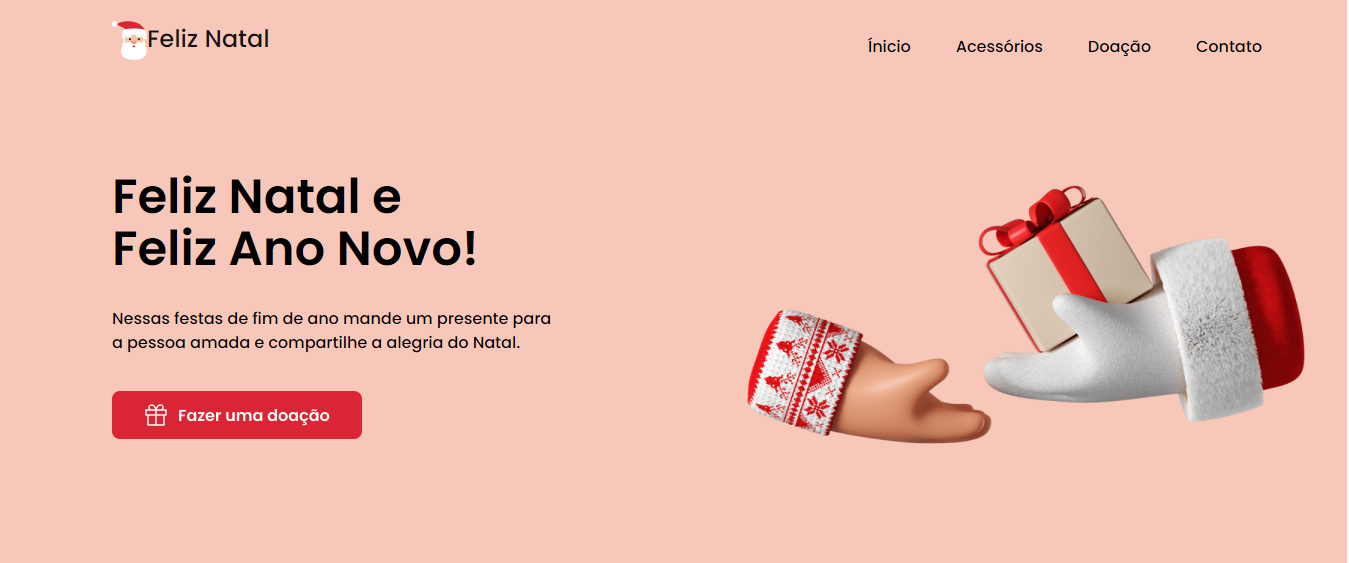 Feliz Natal
Ínicio
Acessórios
Doação
Contato
Feliz Natal e
Feliz Ano Novo!
Nessas festas de fim de ano mande um presente para
a pessoa amada e compartilhe a alegria do Natal.
Fazer uma doação